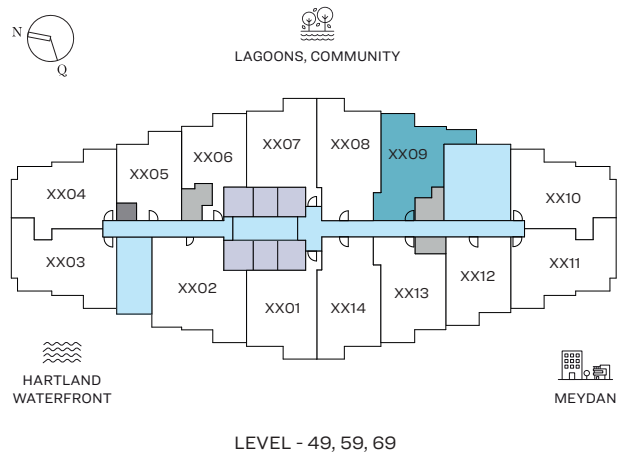 N
Q
LAGOONS, COMMUNITY
XX07
XX08
XX09
XX06
XX05
XX04
XX10
XX03
XX11
XX02
XX12
XX13
XX01
XX14
HARTLAND
WATERFRONT
MEYDAN
LEVEL - 49, 59, 69